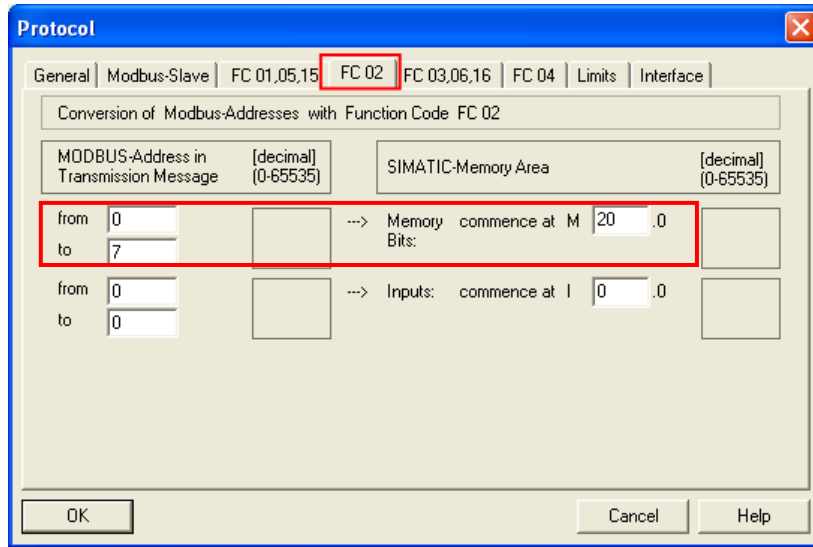 Protocol
General Modbus-Slave FC 01,05,15 FC 02 FC 03,06,16 FC 04 Limits Interface
Conversion of Modbus-Addresses with Function Code FC 02
MODBUS-Address in [decimal] SIMATIC-Memory Area [decimal]
Transmission Message (0-65535) (0-65535)
from 0 ---> Memory commence at M 20 .0
to 7 Bits:
from 0 ---> Inputs: commence at I 0 .0
to 0
OK Cancel Help